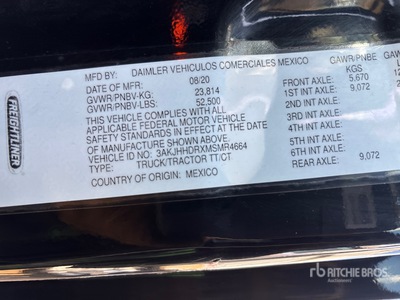 FREIGHTLINER
MFD. BY: DAIMLER VEHICULOS COMERCIALES MEXICO
DATE OF MFR: 08/20
GVWR/PNBV-KG: 23,814
GVWR/PNBV-LBS: 52,500
THIS VEHICLE COMPLIES WITH ALL
APPLICABLE FEDERAL MOTOR VEHICLE
SAFETY STANDARDS IN EFFECT AT THE DATE
OF MANUFACTURE SHOWN ABOVE.
VEHICLE ID NO: 3AKJHHDRXMSMR4664
TYPE: TRUCK/TRACTOR TT/CT
COUNTRY OF ORIGIN: MEXICO
GAWR/PNBE
KGS
FRONT AXLE: 5,670
1ST INT AXLE: 9,072
2ND INT AXLE:
3RD INT AXLE:
4TH INT AXLE:
5TH INT AXLE:
6TH INT AXLE:
REAR AXLE: 9,072
GAW
L
12
2
rb RITCHIE BROS.
Auctioneers